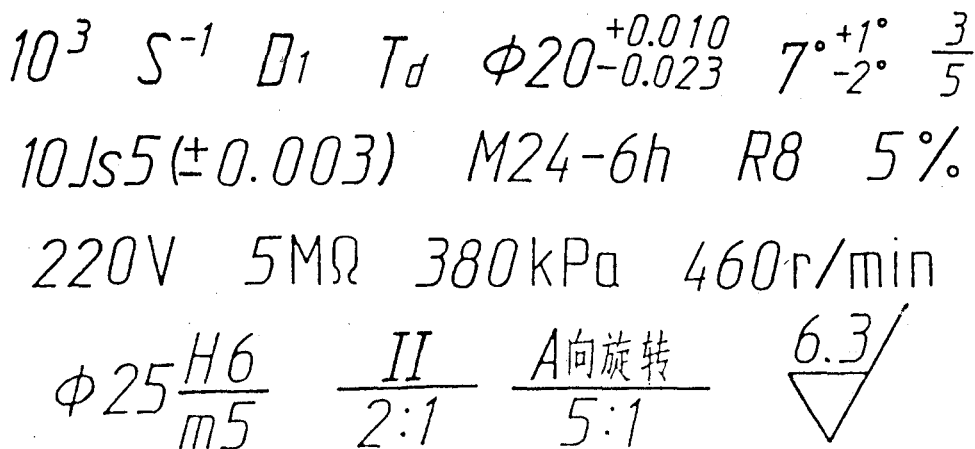 10³ S⁻¹ D₁ T_d Φ20 +0.010 -0.023 7° +1° -2° 3/5
10Js5(±0.003) M24-6h R8 5%
220V 5MΩ 380kPa 460r/min
Φ25 H6/m5 II/2:1 A向旋转/5:1 6.3